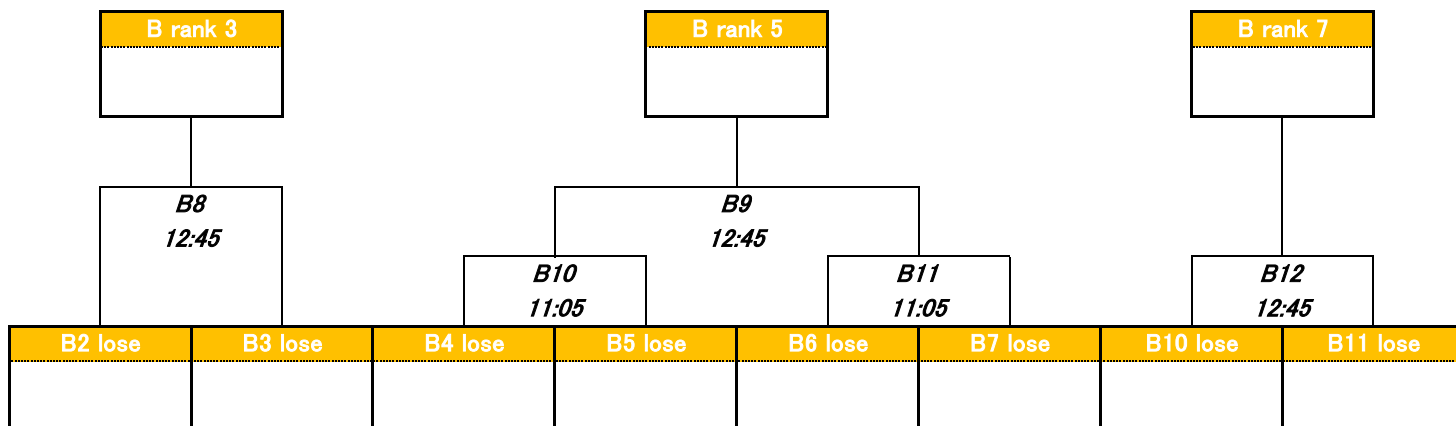 B rank 3
B rank 5
B rank 7
B8
12:45
B9
12:45
B10
11:05
B11
11:05
B12
12:45
B2 lose
B3 lose
B4 lose
B5 lose
B6 lose
B7 lose
B10 lose
B11 lose